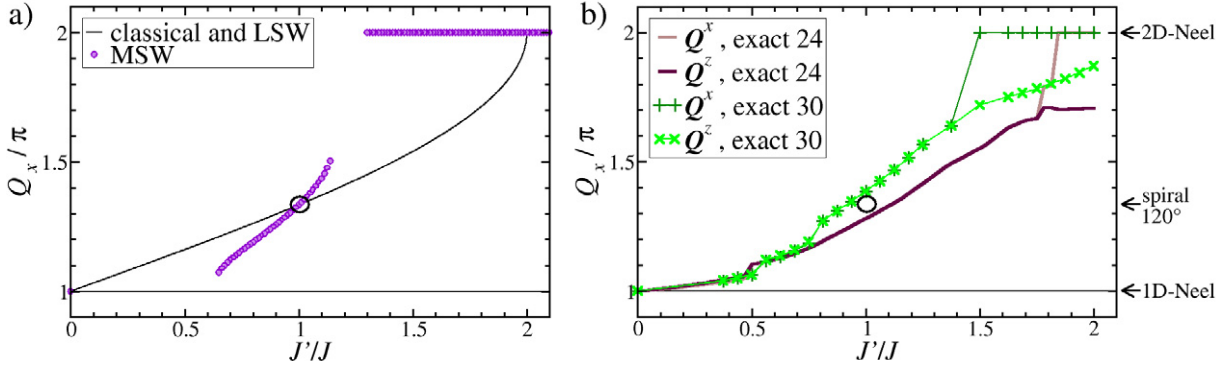 a)
classical and LSW
MSW
Q_x / π
2
1.5
1
0
0.5
1
1.5
2
J'/J
b)
Q^x , exact 24
Q^z , exact 24
Q^x , exact 30
Q^z , exact 30
Q_x / π
2
1.5
1
0
0.5
1
1.5
2
J'/J
2D-Neel
spiral
120°
1D-Neel